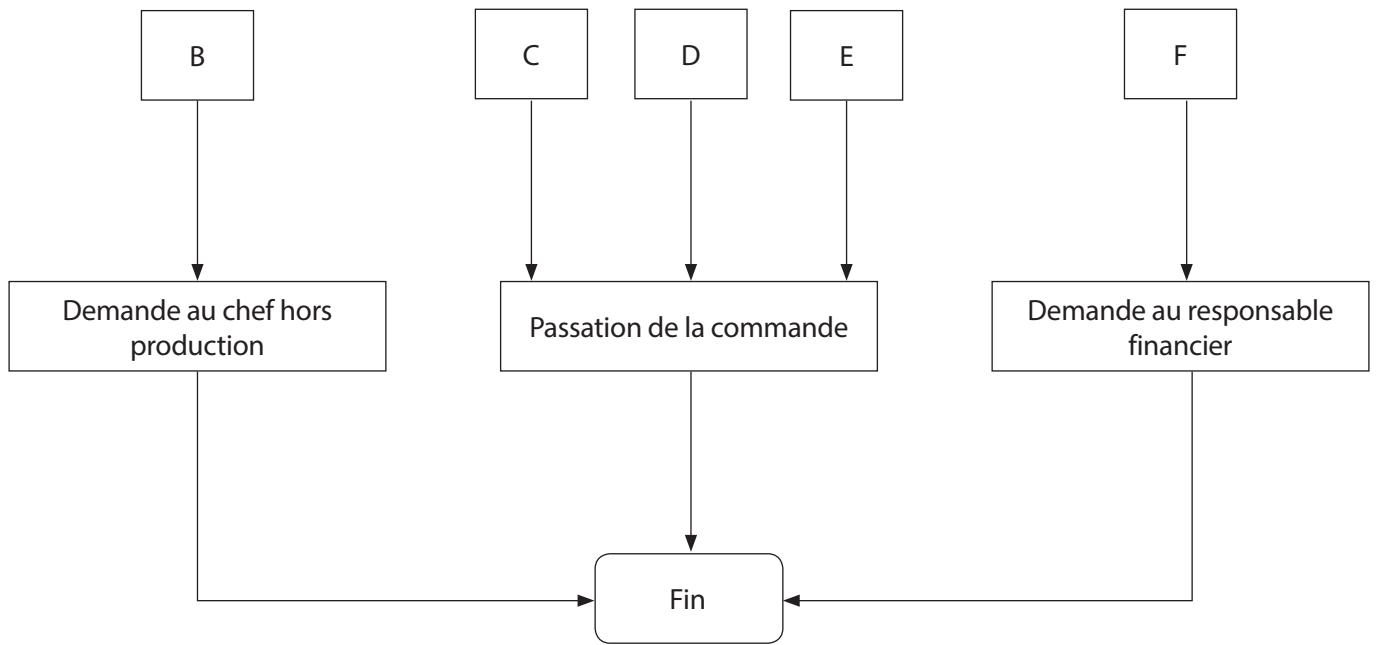 B
C
D
E
F
Demande au chef hors
production
Passation de la commande
Demande au responsable
financier
Fin